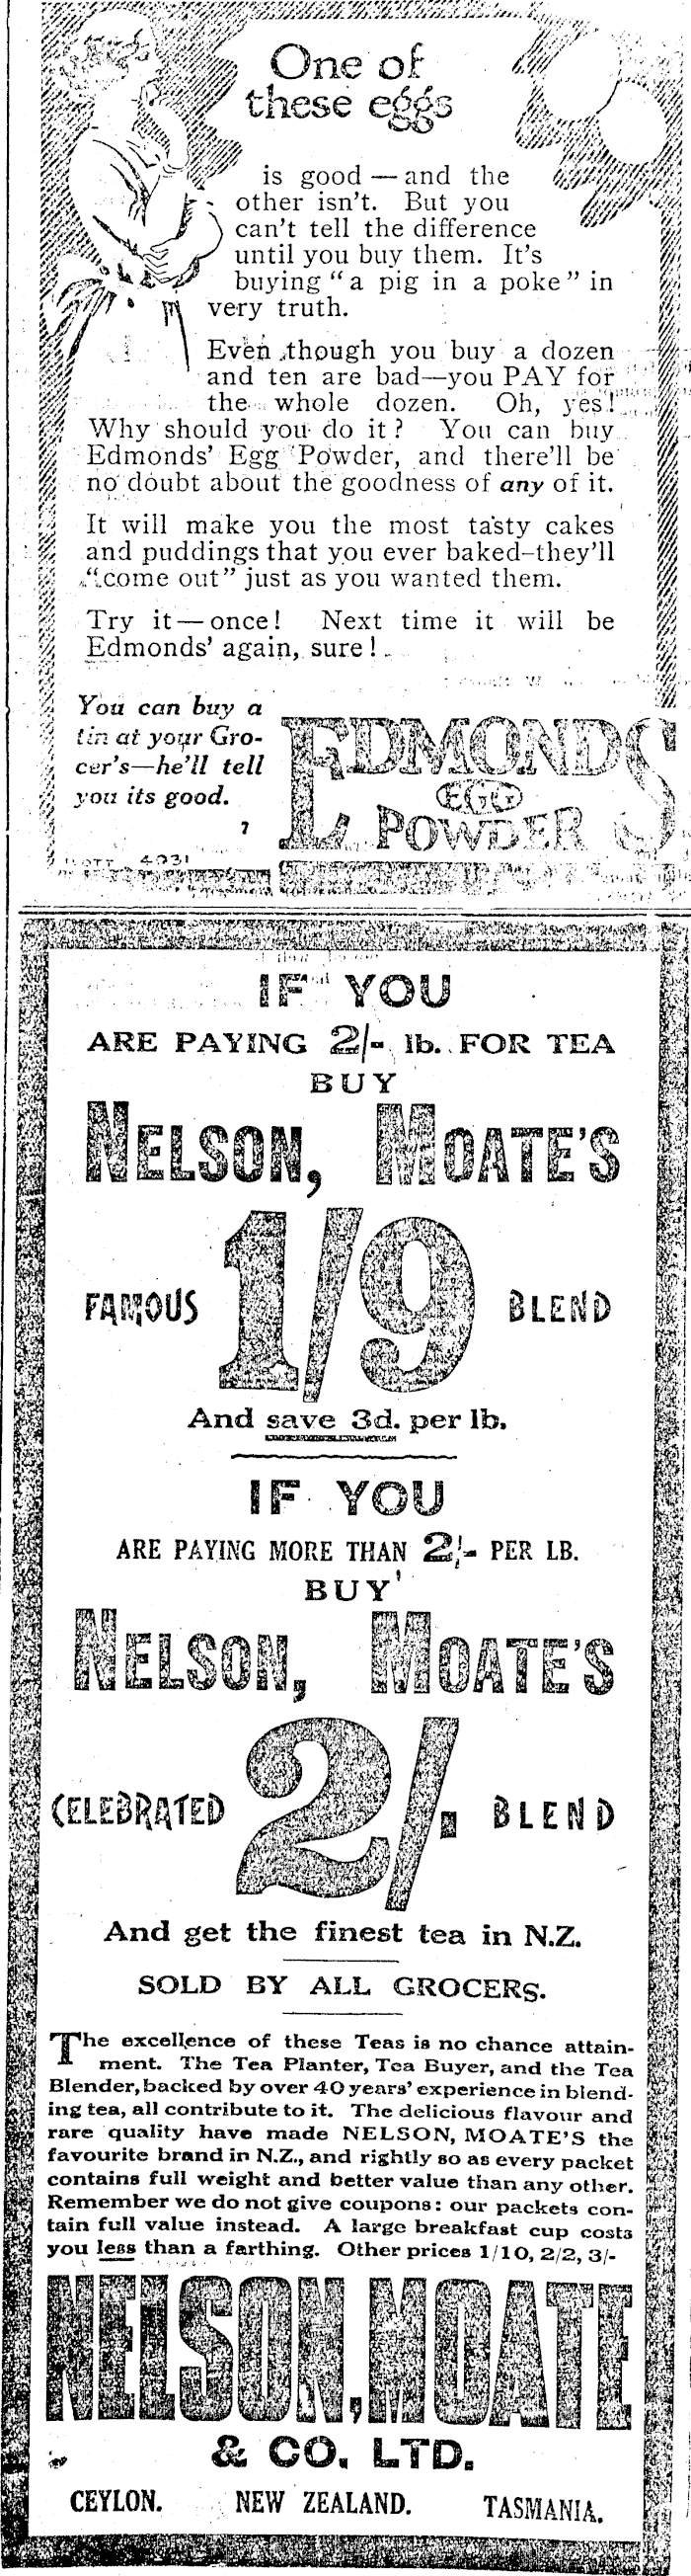 One of
these eggs
is good — and the
other isn't. But you
can't tell the difference
until you buy them. It's
buying "a pig in a poke" in
very truth.
Even though you buy a dozen
and ten are bad—you PAY for
the whole dozen. Oh, yes!
Why should you do it? You can buy
Edmonds' Egg Powder, and there'll be
no doubt about the goodness of any of it.
It will make you the most tasty cakes
and puddings that you ever baked—they'll
"come out" just as you wanted them.
Try it—once! Next time it will be
Edmonds' again, sure!
You can buy a
tin at your Gro-
cer's—he'll tell
you its good.
7
EDMONDS
EGG
POWDER
4031
IF YOU
ARE PAYING 2/- lb. FOR TEA
BUY
NELSON, MOATE'S
FAMOUS 1/9 BLEND
And save 3d. per lb.
IF YOU
ARE PAYING MORE THAN 2/- PER LB.
BUY
NELSON, MOATE'S
CELEBRATED 2/- BLEND
And get the finest tea in N.Z.
SOLD BY ALL GROCERS.
The excellence of these Teas is no chance attain-
ment. The Tea Planter, Tea Buyer, and the Tea
Blender, backed by over 40 years' experience in blend-
ing tea, all contribute to it. The delicious flavour and
rare quality have made NELSON, MOATE'S the
favourite brand in N.Z., and rightly so as every packet
contains full weight and better value than any other.
Remember we do not give coupons: our packets con-
tain full value instead. A large breakfast cup costs
you less than a farthing. Other prices 1/10, 2/2, 3/-
NELSON, MOATE
& CO. LTD.
CEYLON. NEW ZEALAND. TASMANIA.